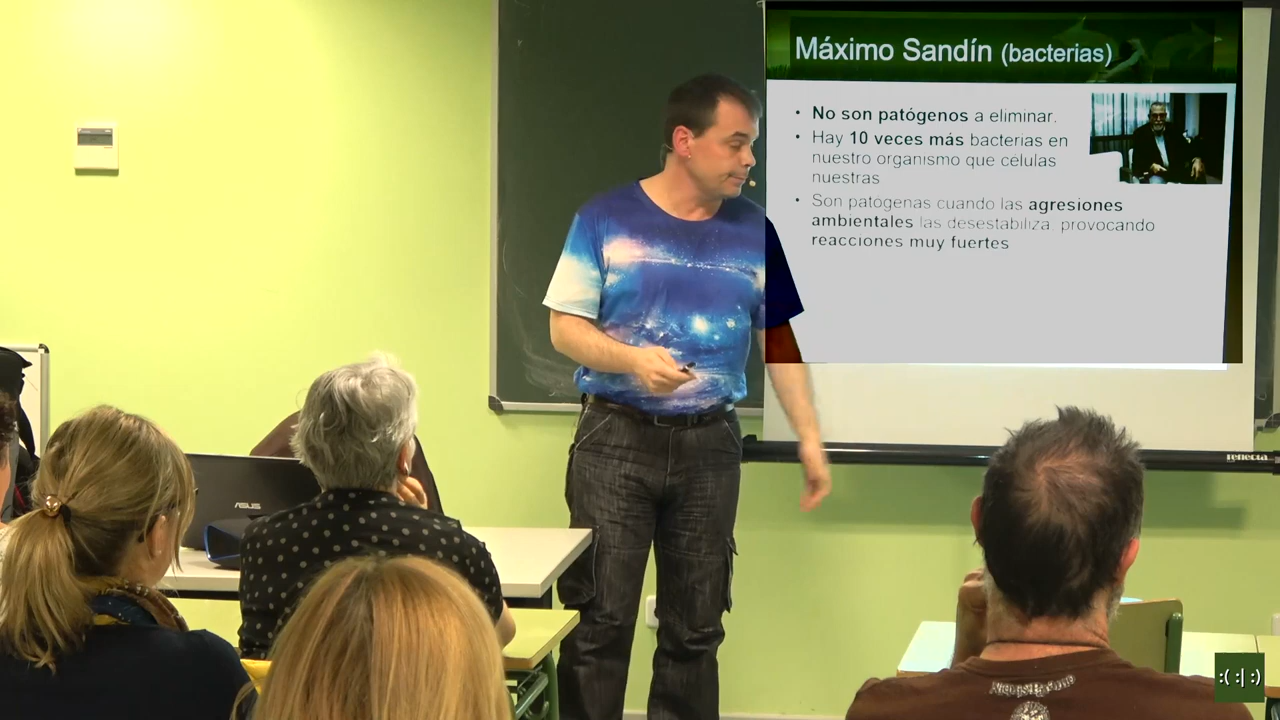 Máximo Sandín (bacterias)
• No son patógenos a eliminar.
• Hay 10 veces más bacterias en
nuestro organismo que células
nuestras
• Son patógenas cuando las agresiones
ambientales las desestabiliza, provocando
reacciones muy fuertes
ASUS
:( :| :)